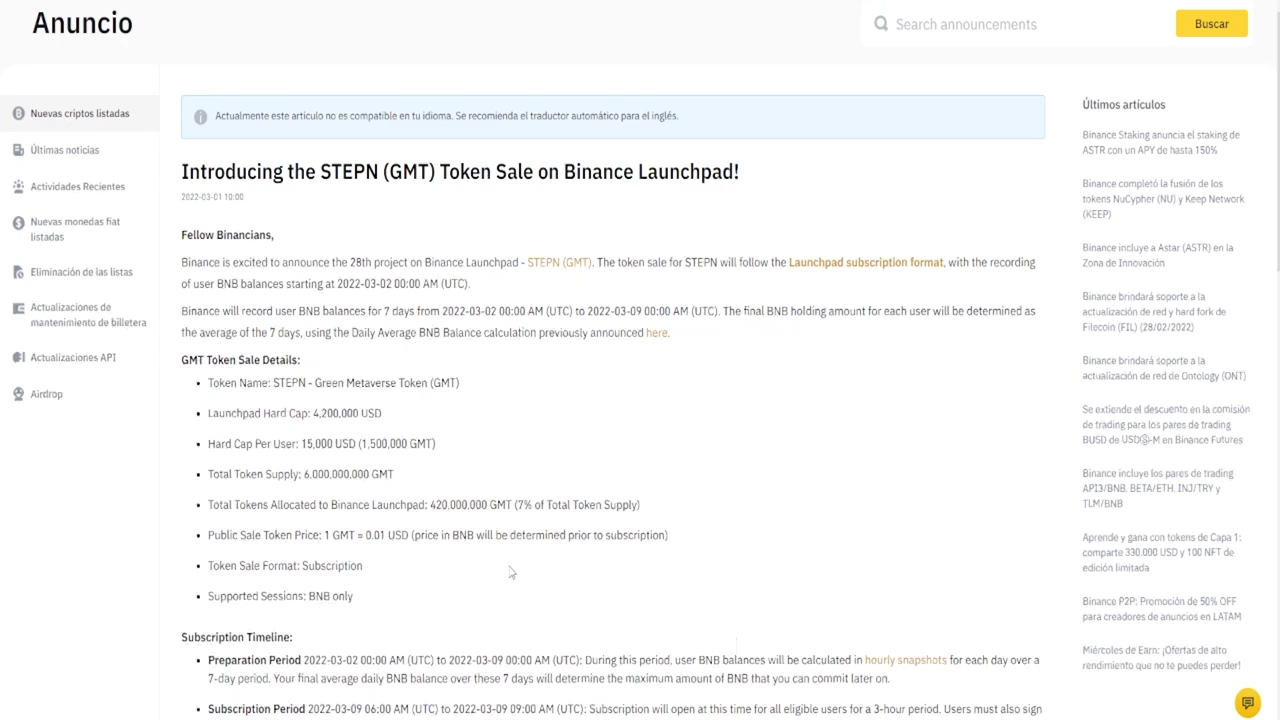 Anuncio
Search announcements
Buscar
Nuevas criptos listadas
Últimas noticias
Actividades Recientes
Nuevas monedas fiat
listadas
Eliminación de las listas
Actualizaciones de
mantenimiento de billetera
Actualizaciones API
Airdrop
Actualmente este artículo no es compatible en tu idioma. Se recomienda el traductor automático para el inglés.
Introducing the STEPN (GMT) Token Sale on Binance Launchpad!
2022-03-01 10:00
Fellow Binancians,
Binance is excited to announce the 28th project on Binance Launchpad - STEPN (GMT). The token sale for STEPN will follow the Launchpad subscription format, with the recording
of user BNB balances starting at 2022-03-02 00:00 AM (UTC).
Binance will record user BNB balances for 7 days from 2022-03-02 00:00 AM (UTC) to 2022-03-09 00:00 AM (UTC). The final BNB holding amount for each user will be determined as
the average of the 7 days, using the Daily Average BNB Balance calculation previously announced here.
GMT Token Sale Details:
• Token Name: STEPN - Green Metaverse Token (GMT)
• Launchpad Hard Cap: 4,200,000 USD
• Hard Cap Per User: 15,000 USD (1,500,000 GMT)
• Total Token Supply: 6,000,000,000 GMT
• Total Tokens Allocated to Binance Launchpad: 420,000,000 GMT (7% of Total Token Supply)
• Public Sale Token Price: 1 GMT = 0.01 USD (price in BNB will be determined prior to subscription)
• Token Sale Format: Subscription
• Supported Sessions: BNB only
Subscription Timeline:
• Preparation Period 2022-03-02 00:00 AM (UTC) to 2022-03-09 00:00 AM (UTC): During this period, user BNB balances will be calculated in hourly snapshots for each day over a
7-day period. Your final average daily BNB balance over these 7 days will determine the maximum amount of BNB that you can commit later on.
• Subscription Period 2022-03-09 06:00 AM (UTC) to 2022-03-09 09:00 AM (UTC): Subscription will open at this time for all eligible users for a 3-hour period. Users must also sign
Últimos artículos
Binance Staking anuncia el staking de
ASTR con un APY de hasta 150%
Binance completó la fusión de los
tokens NuCypher (NU) y Keep Network
(KEEP)
Binance incluye a Astar (ASTR) en la
Zona de Innovación
Binance brindará soporte a la
actualización de red y hard fork de
Filecoin (FIL) (28/02/2022)
Binance brindará soporte a la
actualización de red de Ontology (ONT)
Se extiende el descuento en la comisión
de trading para los pares de trading
BUSD de USDⓈ-M en Binance Futures
Binance incluye los pares de trading
API3/BNB, BETA/ETH, INJ/TRY y
TLM/BNB
Aprende y gana con tokens de Capa 1:
comparte 330.000 USD y 100 NFT de
edición limitada
Binance P2P: Promoción de 50% OFF
para creadores de anuncios en LATAM
Miércoles de Earn: ¡Ofertas de alto
rendimiento que no te puedes perder!